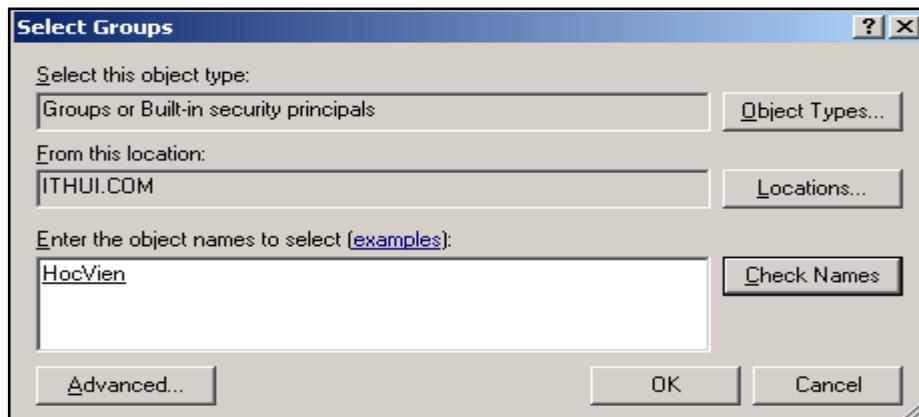 Select Groups
Select this object type:
Groups or Built-in security principals
Object Types...
From this location:
ITHUI.COM
Locations...
Enter the object names to select (examples):
HocVien
Check Names
Advanced...
OK
Cancel